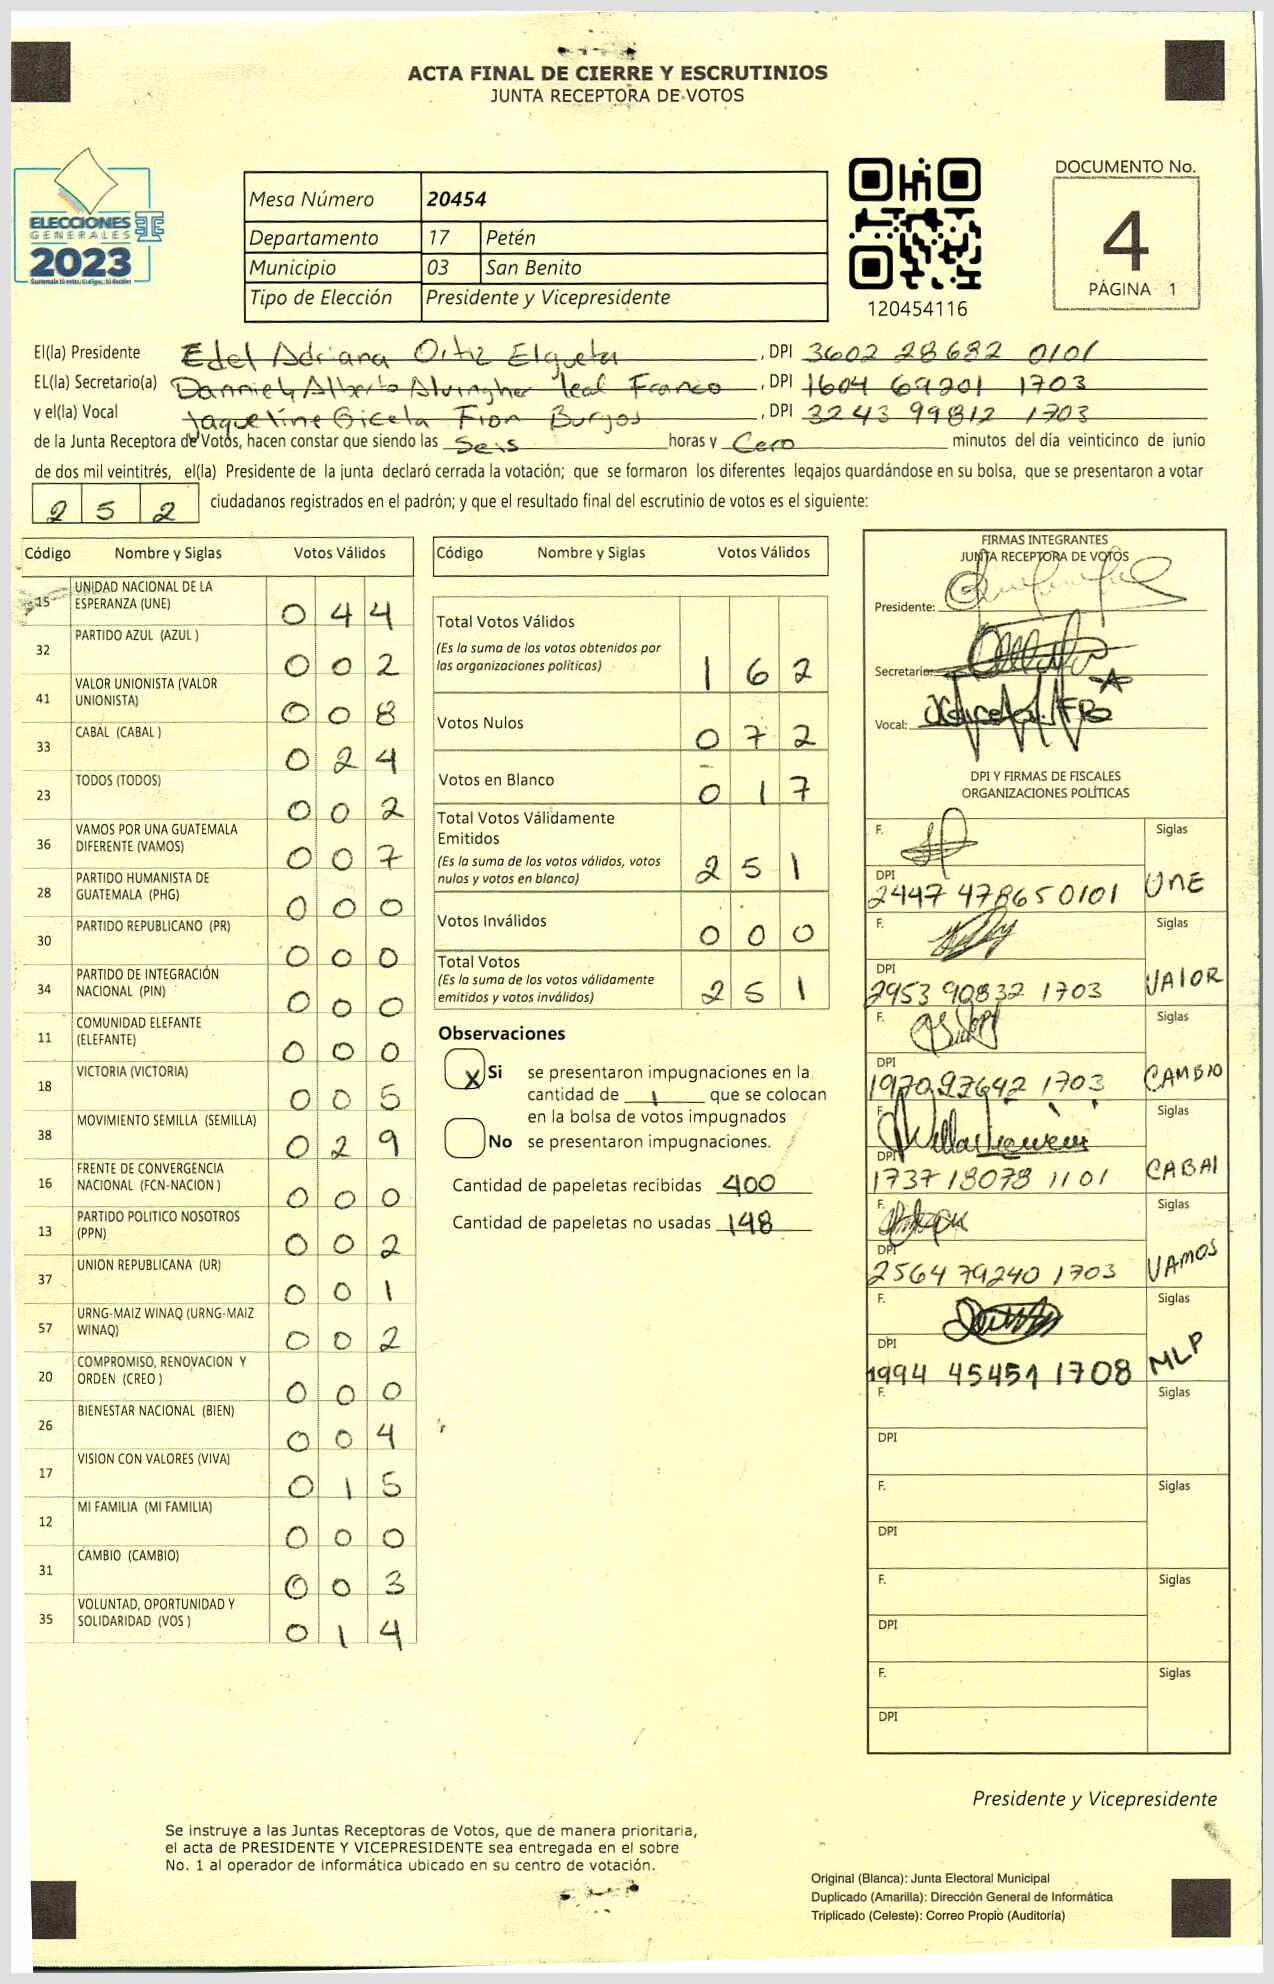 ACTA FINAL DE CIERRE Y ESCRUTINIOS
JUNTA RECEPTORA DE VOTOS
ELECCIONES
GENERALES
2023
Mesa Número 20454
Departamento 17 Petén
Municipio 03 San Benito
Tipo de Elección Presidente y Vicepresidente
120454116
DOCUMENTO No.
4
PÁGINA 1
El(la) Presidente Edel Adriana Ortiz Elgueta, DPI 3602 28682 0101
EL(la) Secretario(a) Danniel Alberto Leal Franco, DPI 1604 69201 1703
y el(la) Vocal Jaqueline Gicela Fion Burgos, DPI 3243 99812 1703
de la Junta Receptora de Votos, hacen constar que siendo las Seis horas y Cero minutos del día veinticinco de junio
de dos mil veintitrés, el(la) Presidente de la junta declaró cerrada la votación; que se formaron los diferentes legajos guardándose en su bolsa, que se presentaron a votar
2 5 2 ciudadanos registrados en el padrón; y que el resultado final del escrutinio de votos es el siguiente:
Código Nombre y Siglas Votos Válidos
15 UNIDAD NACIONAL DE LA ESPERANZA (UNE) 0 4 4
32 PARTIDO AZUL (AZUL ) 0 0 2
41 VALOR UNIONISTA (VALOR UNIONISTA) 0 0 8
33 CABAL (CABAL ) 0 2 4
23 TODOS (TODOS) 0 0 2
36 VAMOS POR UNA GUATEMALA DIFERENTE (VAMOS) 0 0 7
28 PARTIDO HUMANISTA DE GUATEMALA (PHG) 0 0 0
30 PARTIDO REPUBLICANO (PR) 0 0 0
34 PARTIDO DE INTEGRACIÓN NACIONAL (PIN) 0 0 0
11 COMUNIDAD ELEFANTE (ELEFANTE) 0 0 0
18 VICTORIA (VICTORIA) 0 0 5
38 MOVIMIENTO SEMILLA (SEMILLA) 0 2 9
16 FRENTE DE CONVERGENCIA NACIONAL (FCN-NACION ) 0 0 0
13 PARTIDO POLITICO NOSOTROS (PPN) 0 0 2
37 UNION REPUBLICANA (UR) 0 0 1
57 URNG-MAIZ WINAQ (URNG-MAIZ WINAQ) 0 0 2
20 COMPROMISO, RENOVACION Y ORDEN (CREO ) 0 0 0
26 BIENESTAR NACIONAL (BIEN) 0 0 4
17 VISION CON VALORES (VIVA) 0 1 5
12 MI FAMILIA (MI FAMILIA) 0 0 0
31 CAMBIO (CAMBIO) 0 0 3
35 VOLUNTAD, OPORTUNIDAD Y SOLIDARIDAD (VOS ) 0 1 4
Código Nombre y Siglas Votos Válidos
Total Votos Válidos 1 6 2
(Es la suma de los votos obtenidos por
las organizaciones políticas)
Votos Nulos 0 7 2
Votos en Blanco 0 1 7
Total Votos Válidamente
Emitidos 2 5 1
(Es la suma de los votos válidos, votos
nulos y votos en blanco)
Votos Inválidos 0 0 0
Total Votos 2 5 1
(Es la suma de los votos válidamente
emitidos y votos inválidos)
Observaciones
X Si se presentaron impugnaciones en la
cantidad de 1 que se colocan
en la bolsa de votos impugnados
No se presentaron impugnaciones.
Cantidad de papeletas recibidas 400
Cantidad de papeletas no usadas 148
FIRMAS INTEGRANTES
JUNTA RECEPTORA DE VOTOS
Presidente:
Secretario:
Vocal:
DPI Y FIRMAS DE FISCALES
ORGANIZACIONES POLÍTICAS
F. Siglas
DPI
2447 47865 0101 UNE
F. Siglas
DPI
2953 90832 1703 VALOR
F. Siglas
DPI
1970 97642 1703 CAMBIO
F. Siglas
DPI
1737 18078 1101 CABAL
F. Siglas
DPI
2564 79240 1703 VAMOS
F. Siglas
DPI
1994 45451 1708 MLP
F. Siglas
DPI
F. Siglas
DPI
F. Siglas
DPI
F. Siglas
DPI
Presidente y Vicepresidente
Se instruye a las Juntas Receptoras de Votos, que de manera prioritaria,
el acta de PRESIDENTE Y VICEPRESIDENTE sea entregada en el sobre
No. 1 al operador de informática ubicado en su centro de votación.
Original (Blanca): Junta Electoral Municipal
Duplicado (Amarilla): Dirección General de Informática
Triplicado (Celeste): Correo Propio (Auditoría)